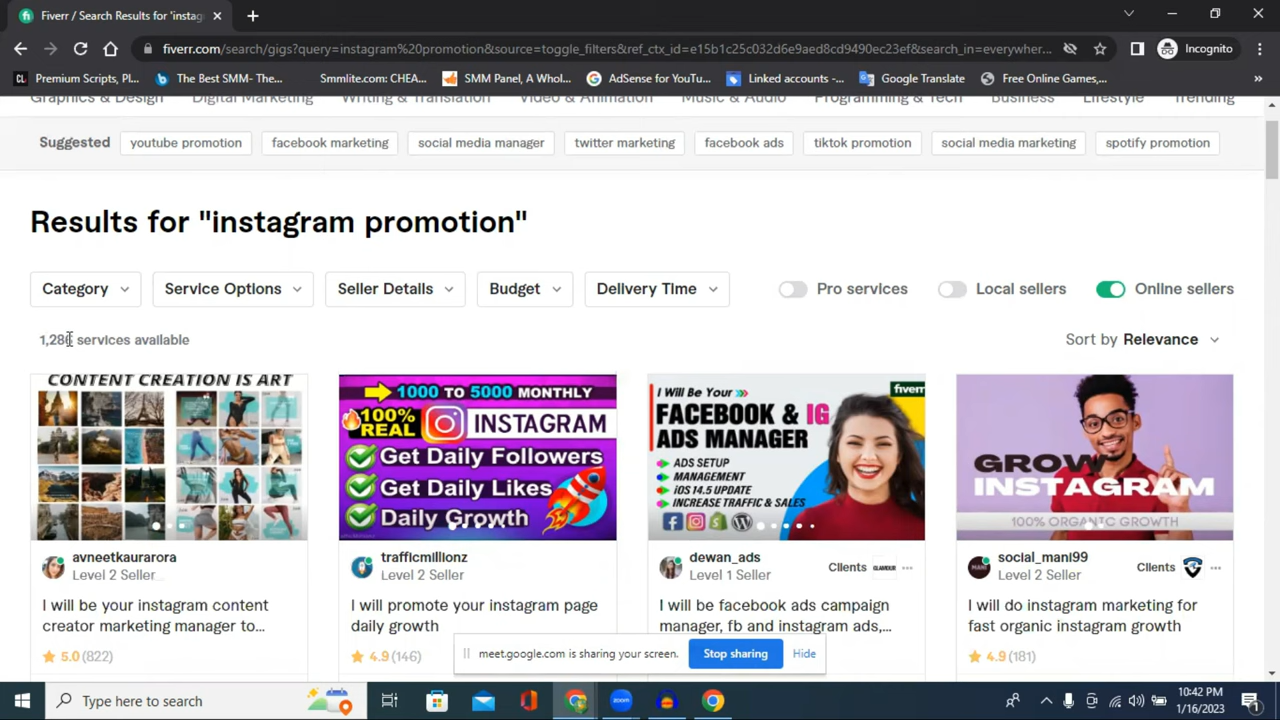 Fiverr / Search Results for 'instag
fiverr.com/search/gigs?query=instagram%20promotion&source=toggle_filters&ref_ctx_id=e15b1c25c032d6e9aed8cd9490ec23ef&search_in=everywher...
Incognito
Premium Scripts, Pl...
The Best SMM- The...
Smmlite.com: CHEA...
SMM Panel, A Whol...
AdSense for YouTu...
Linked accounts -...
Google Translate
Free Online Games,...
»
Graphics & Design
Digital Marketing
Writing & Translation
Video & Animation
Music & Audio
Programming & Tech
Business
Lifestyle
Trending
Suggested
youtube promotion
facebook marketing
social media manager
twitter marketing
facebook ads
tiktok promotion
social media marketing
spotify promotion
Results for "instagram promotion"
Category
Service Options
Seller Details
Budget
Delivery Time
Pro services
Local sellers
Online sellers
services available
Sort by Relevance
CONTENT CREATION IS ART
avneetkaurarora
Level 2 Seller
I will be your instagram content
creator marketing manager to...
5.0 (822)
1000 TO 5000 MONTHLY
100%
REAL
INSTAGRAM
Get Daily Followers
Get Daily Likes
Daily Growth
trafficmillionz
Level 2 Seller
I will promote your instagram page
daily growth
4.9 (146)
I Will Be Your
fiverr
FACEBOOK & IG
ADS MANAGER
ADS SETUP
MANAGEMENT
iOS 14.5 UPDATE
INCREASE TRAFFIC & SALES
dewan_ads
Level 1 Seller
Clients
GLAMOUR
...
I will be facebook ads campaign
manager, fb and instagram ads,...
GROW
INSTAGRAM
100% ORGANIC GROWTH
social_mani99
Level 2 Seller
Clients
...
I will do instagram marketing for
fast organic instagram growth
4.9 (181)
meet.google.com is sharing your screen.
Stop sharing
Hide
Type here to search
zoom
10:42 PM
1/16/2023
1